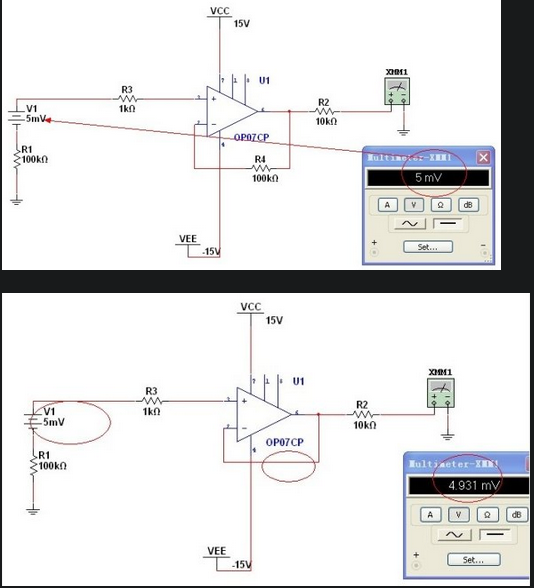 VCC
15V
U1
XMM1
R3
1kΩ
R2
10kΩ
V1
5mV
OP07CP
R1
100kΩ
R4
100kΩ
Multimeter-XMM1
5 mV
A
V
Ω
dB
Set...
VEE
-15V
VCC
15V
U1
XMM1
R3
1kΩ
R2
10kΩ
V1
5mV
OP07CP
R1
100kΩ
Multimeter-XMM1
4.931 mV
A
V
Ω
dB
Set...
VEE
-15V